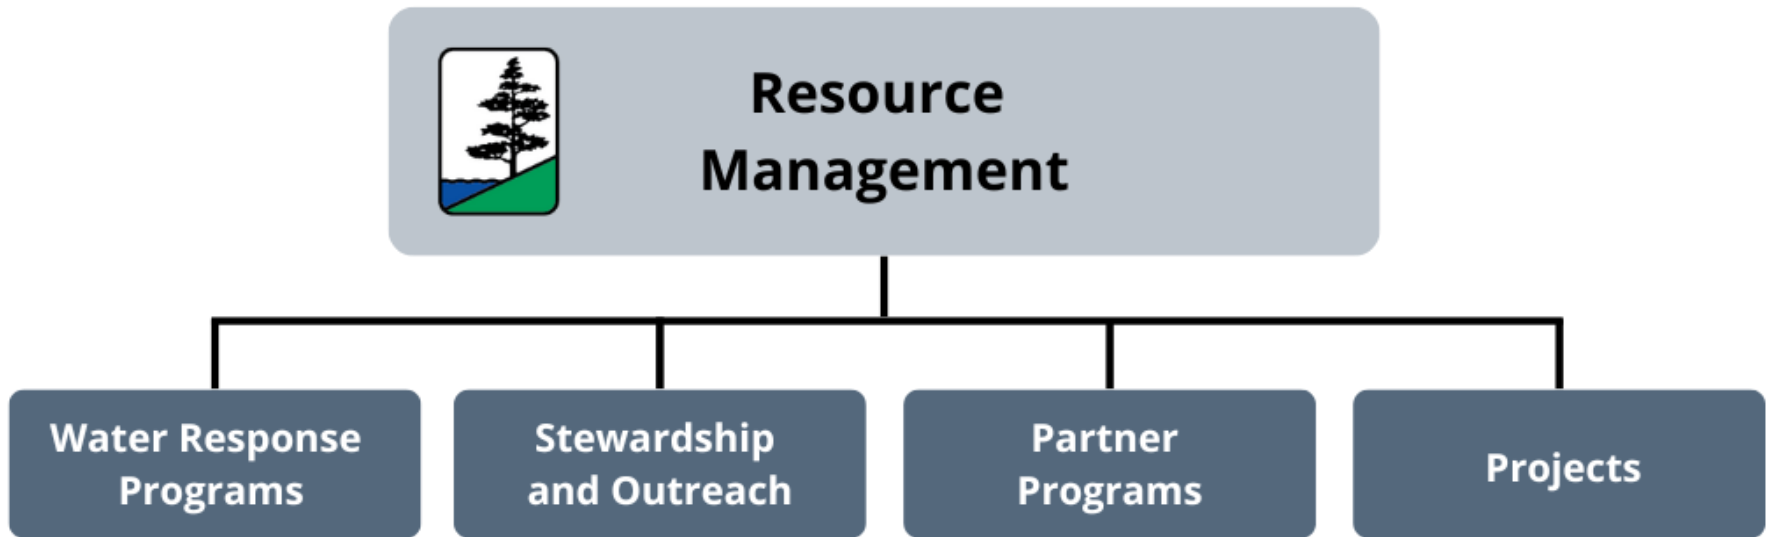 Resource
Management
Water Response
Programs
Stewardship
and Outreach
Partner
Programs
Projects